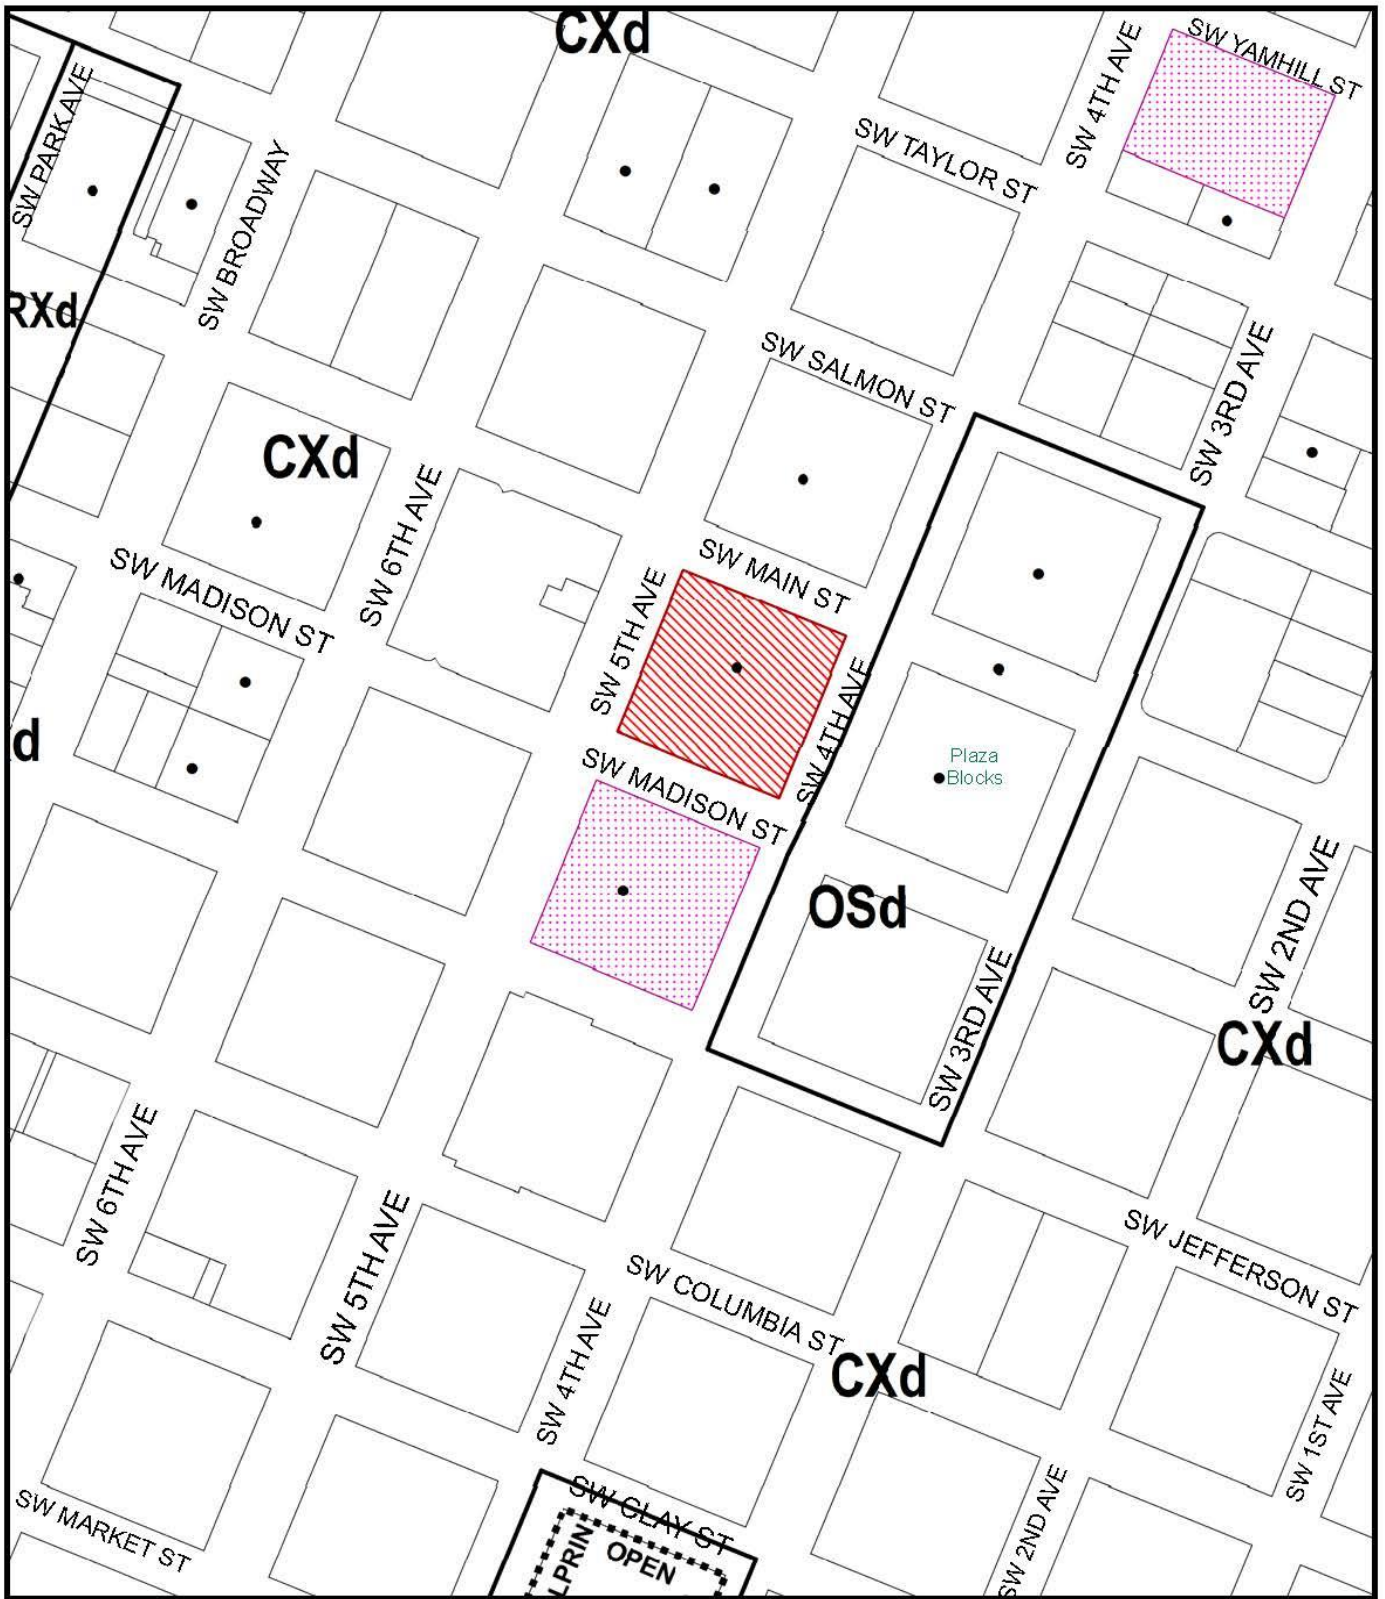 CXd
SW YAMHILL ST
SW 4TH AVE
SW PARK AVE
SW TAYLOR ST
SW BROADWAY
RXd
SW SALMON ST
SW 3RD AVE
CXd
SW 6TH AVE
SW MADISON ST
SW MAIN ST
SW 5TH AVE
SW 4TH AVE
d
SW MADISON ST
Plaza
Blocks
OSd
SW 2ND AVE
SW 3RD AVE
CXd
SW 6TH AVE
SW 5TH AVE
SW JEFFERSON ST
SW COLUMBIA ST
SW 4TH AVE
CXd
SW 1ST AVE
SW 2ND AVE
SW MARKET ST
SW CLAY ST
OPEN
LPRIN